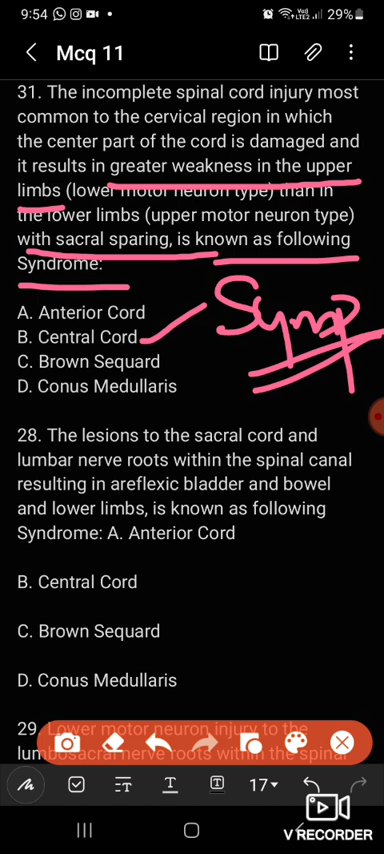 9:54 29%
Mcq 11
31. The incomplete spinal cord injury most
common to the cervical region in which
the center part of the cord is damaged and
it results in greater weakness in the upper
limbs (lower motor neuron type) than in
the lower limbs (upper motor neuron type)
with sacral sparing, is known as following
Syndrome:
A. Anterior Cord
B. Central Cord
C. Brown Sequard
D. Conus Medullaris
28. The lesions to the sacral cord and
lumbar nerve roots within the spinal canal
resulting in areflexic bladder and bowel
and lower limbs, is known as following
Syndrome: A. Anterior Cord
B. Central Cord
C. Brown Sequard
D. Conus Medullaris
29. Lower motor neuron injury to the
lumbosacral nerve roots within the spinal
17
V RECORDER